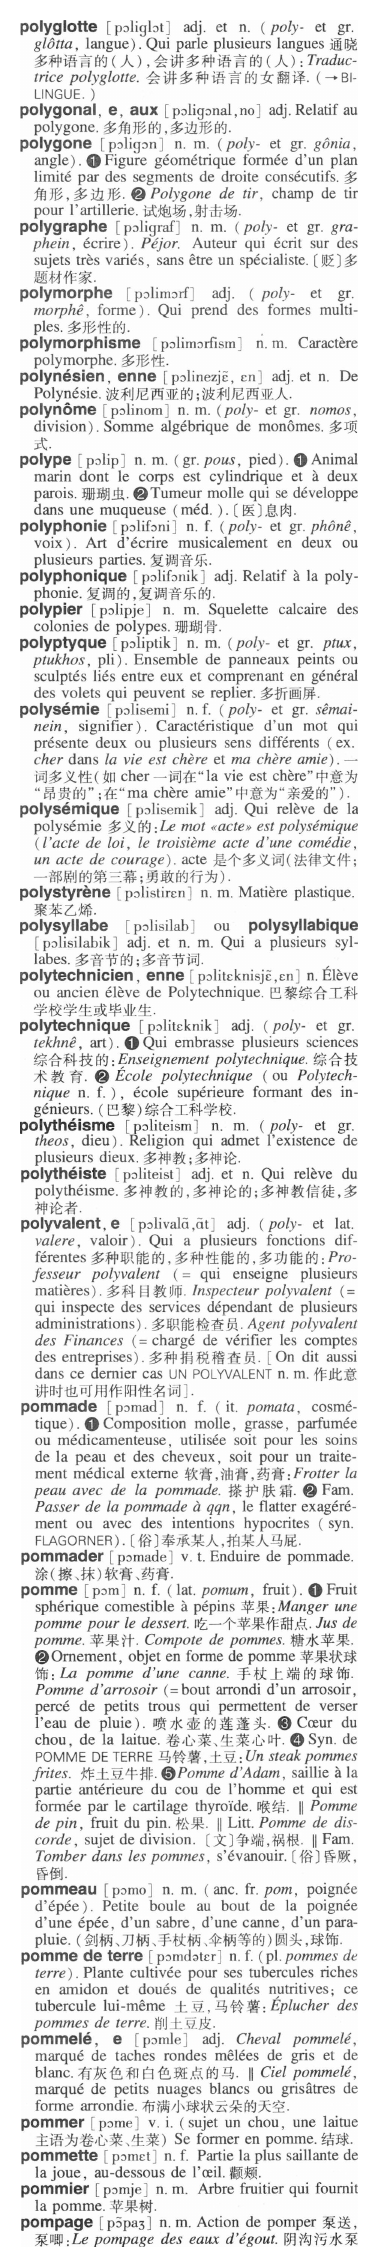 polyglotte [pɔliglɔt] adj. et n. (poly- et gr.
glôtta, langue). Qui parle plusieurs langues 通晓
多种语言的(人),会讲多种语言的(人):Traduc-
trice polyglotte. 会讲多种语言的女翻译. (→BI-
LINGUE.)
polygonal, e, aux [pɔligɔnal,no] adj. Relatif au
polygone. 多角形的,多边形的.
polygone [pɔligɔn] n. m. (poly- et gr. gônia,
angle). ❶ Figure géométrique formée d'un plan
limité par des segments de droite consécutifs. 多
角形,多边形. ❷ Polygone de tir, champ de tir
pour l'artillerie. 试炮场,射击场.
polygraphe [pɔligraf] n. m. (poly- et gr. gra-
phein, écrire). Péjor. Auteur qui écrit sur des
sujets très variés, sans être un spécialiste.〔贬〕多
题材作家.
polymorphe [pɔlimɔrf] adj. (poly- et gr.
morphê, forme). Qui prend des formes multi-
ples. 多形性的.
polymorphisme [pɔlimɔrfism] n. m. Caractère
polymorphe. 多形性.
polynésien, enne [pɔlinezjɛ̃, ɛn] adj. et n. De
Polynésie. 波利尼西亚的;波利尼西亚人.
polynôme [pɔlinom] n. m. (poly- et gr. nomos,
division). Somme algébrique de monômes. 多项
式.
polype [pɔlip] n. m. (gr. pous, pied). ❶ Animal
marin dont le corps est cylindrique et à deux
parois. 珊瑚虫. ❷ Tumeur molle qui se développe
dans une muqueuse (méd.).〔医〕息肉.
polyphonie [pɔlifɔni] n. f. (poly- et gr. phônê,
voix). Art d'écrire musicalement en deux ou
plusieurs parties. 复调音乐.
polyphonique [pɔlifɔnik] adj. Relatif à la poly-
phonie. 复调的,复调音乐的.
polypier [pɔlipje] n. m. Squelette calcaire des
colonies de polypes. 珊瑚骨.
polyptyque [pɔliptik] n. m. (poly- et gr. ptux,
ptukhos, pli). Ensemble de panneaux peints ou
sculptés liés entre eux et comprenant en général
des volets qui peuvent se replier. 多折画屏.
polysémie [pɔlisemi] n. f. (poly- et gr. sêmai-
nein, signifier). Caractéristique d'un mot qui
présente deux ou plusieurs sens différents (ex.
cher dans la vie est chère et ma chère amie). 一
词多义性(如 cher 一词在“la vie est chère”中意为
“昂贵的”;在“ma chère amie”中意为“亲爱的”).
polysémique [pɔlisemik] adj. Qui relève de la
polysémie 多义的:Le mot «acte» est polysémique
(l'acte de loi, le troisième acte d'une comédie,
un acte de courage). acte 是个多义词(法律文件;
一部剧的第三幕;勇敢的行为).
polystyrène [pɔlistirɛn] n. m. Matière plastique.
聚苯乙烯.
polysyllabe [pɔlisilab] ou polysyllabique
[pɔlisilabik] adj. et n. m. Qui a plusieurs syl-
labes. 多音节的;多音节词.
polytechnicien, enne [pɔlitɛknisjɛ̃,ɛn] n. Élève
ou ancien élève de Polytechnique. 巴黎综合工科
学校学生或毕业生.
polytechnique [pɔlitɛknik] adj. (poly- et gr.
tekhnê, art). ❶ Qui embrasse plusieurs sciences
综合科技的:Enseignement polytechnique. 综合技
术教育. ❷ École polytechnique (ou Polytech-
nique n. f.), école supérieure formant des in-
génieurs. (巴黎)综合工科学校.
polythéisme [pɔliteism] n. m. (poly- et gr.
theos, dieu). Religion qui admet l'existence de
plusieurs dieux. 多神教;多神论.
polythéiste [pɔliteist] adj. et n. Qui relève du
polythéisme. 多神教的,多神论的;多神教信徒,多
神论者.
polyvalent, e [pɔlivalɑ̃,ɑ̃t] adj. (poly- et lat.
valere, valoir). Qui a plusieurs fonctions dif-
férentes 多种职能的,多种性能的,多功能的:Pro-
fesseur polyvalent (= qui enseigne plusieurs
matières). 多科目教师. Inspecteur polyvalent (=
qui inspecte des services dépendant de plusieurs
administrations). 多职能检查员. Agent polyvalent
des Finances (=chargé de vérifier les comptes
des entreprises). 多种捐税稽查员. [On dit aussi
dans ce dernier cas UN POLYVALENT n. m. 作此意
讲时也可用作阳性名词].
pommade [pɔmad] n. f. (it. pomata, cosmé-
tique). ❶ Composition molle, grasse, parfumée
ou médicamenteuse, utilisée soit pour les soins
de la peau et des cheveux, soit pour un traite-
ment médical externe 软膏,油膏,药膏:Frotter la
peau avec de la pommade. 搽护肤霜. ❷ Fam.
Passer de la pommade à qqn, le flatter exagéré-
ment ou avec des intentions hypocrites (syn.
FLAGORNER).〔俗〕奉承某人,拍某人马屁.
pommader [pɔmade] v. t. Enduire de pommade.
涂(擦、抹)软膏、药膏.
pomme [pɔm] n. f. (lat. pomum, fruit). ❶ Fruit
sphérique comestible à pépins 苹果:Manger une
pomme pour le dessert. 吃一个苹果作甜点. Jus de
pomme. 苹果汁. Compote de pommes. 糖水苹果.
❷ Ornement, objet en forme de pomme 苹果状球
饰: La pomme d'une canne. 手杖上端的球饰.
Pomme d'arrosoir (=bout arrondi d'un arrosoir,
percé de petits trous qui permettent de verser
l'eau de pluie). 喷水壶的莲蓬头. ❸ Cœur du
chou, de la laitue. 卷心菜、生菜心叶. ❹ Syn. de
POMME DE TERRE 马铃薯,土豆:Un steak pommes
frites. 炸土豆牛排. ❺ Pomme d'Adam, saillie à la
partie antérieure du cou de l'homme et qui est
formée par le cartilage thyroïde. 喉结. ‖ Pomme
de pin, fruit du pin. 松果. ‖ Litt. Pomme de dis-
corde, sujet de division.〔文〕争端,祸根. ‖ Fam.
Tomber dans les pommes, s'évanouir.〔俗〕昏厥,
昏倒.
pommeau [pɔmo] n. m. (anc. fr. pom, poignée
d'épée). Petite boule au bout de la poignée
d'une épée, d'un sabre, d'une canne, d'un para-
pluie. (剑柄、刀柄、手杖柄、伞柄等的)圆头,球饰.
pomme de terre [pɔmdətɛr] n. f. (pl. pommes de
terre). Plante cultivée pour ses tubercules riches
en amidon et doués de qualités nutritives; ce
tubercule lui-même 土豆,马铃薯:Éplucher des
pommes de terre. 削土豆皮.
pommelé, e [pɔmle] adj. Cheval pommelé,
marqué de taches rondes mêlées de gris et de
blanc. 有灰色和白色斑点的马. ‖ Ciel pommelé,
marqué de petits nuages blancs ou grisâtres de
forme arrondie. 布满小球状云朵的天空.
pommer [pɔme] v. i. (sujet un chou, une laitue
主语为卷心菜、生菜) Se former en pomme. 结球.
pommette [pɔmɛt] n. f. Partie la plus saillante de
la joue, au-dessous de l'œil. 颧颊.
pommier [pɔmje] n. m. Arbre fruitier qui fournit
la pomme. 苹果树.
pompage [pɔ̃paʒ] n. m. Action de pomper 泵送,
泵唧:Le pompage des eaux d'égout. 阴沟污水泵